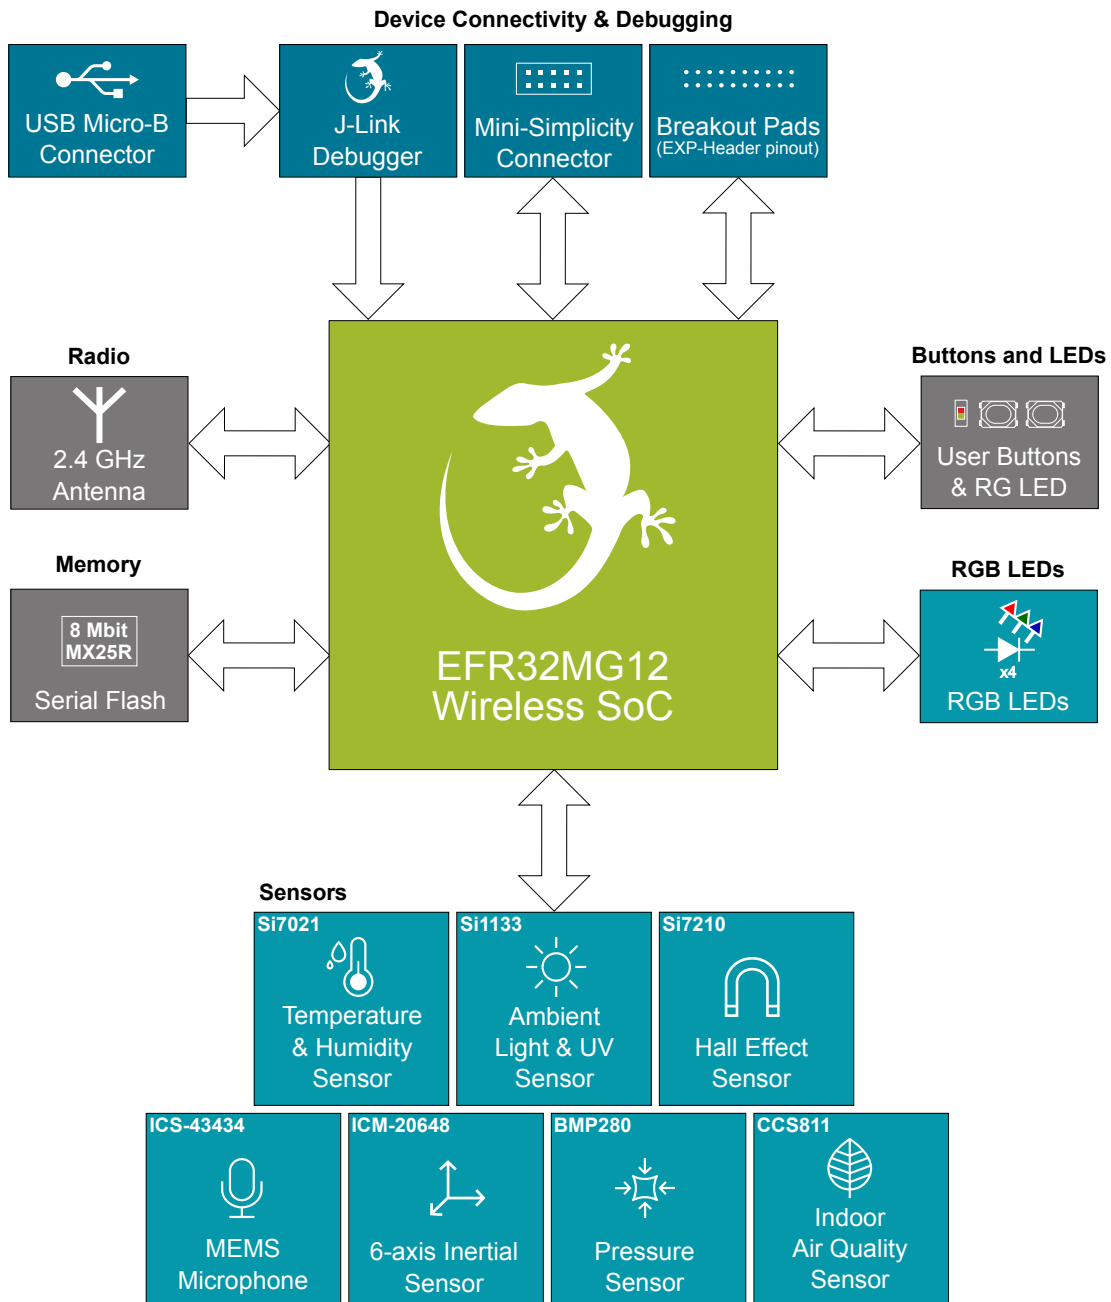 Device Connectivity & Debugging
USB Micro-B
Connector
J-Link
Debugger
Mini-Simplicity
Connector
Breakout Pads
(EXP-Header pinout)
Radio
2.4 GHz
Antenna
Buttons and LEDs
User Buttons
& RG LED
Memory
8 Mbit
MX25R
Serial Flash
RGB LEDs
x4
RGB LEDs
EFR32MG12
Wireless SoC
Sensors
Si7021
Temperature
& Humidity
Sensor
Si1133
Ambient
Light & UV
Sensor
Si7210
Hall Effect
Sensor
ICS-43434
MEMS
Microphone
ICM-20648
6-axis Inertial
Sensor
BMP280
Pressure
Sensor
CCS811
Indoor
Air Quality
Sensor